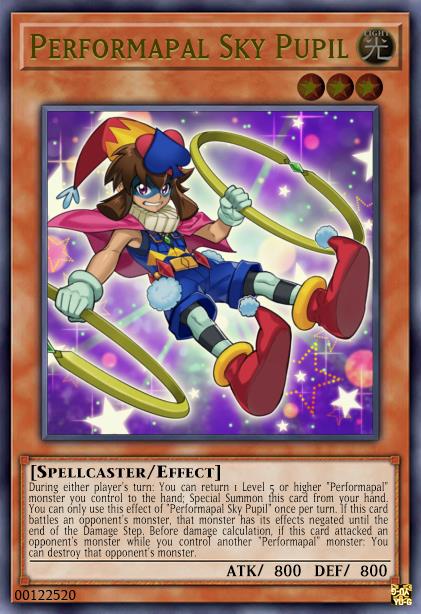 PERFORMAPAL SKY PUPIL
LIGHT
光
[SPELLCASTER/EFFECT]
During either player's turn: You can return 1 Level 5 or higher "Performapal"
monster you control to the hand; Special Summon this card from your hand.
You can only use this effect of "Performapal Sky Pupil" once per turn. If this card
battles an opponent's monster, that monster has its effects negated until the
end of the Damage Step. Before damage calculation, if this card attacked an
opponent's monster while you control another "Performapal" monster: You
can destroy that opponent's monster.
ATK/ 800 DEF/ 800
00122520